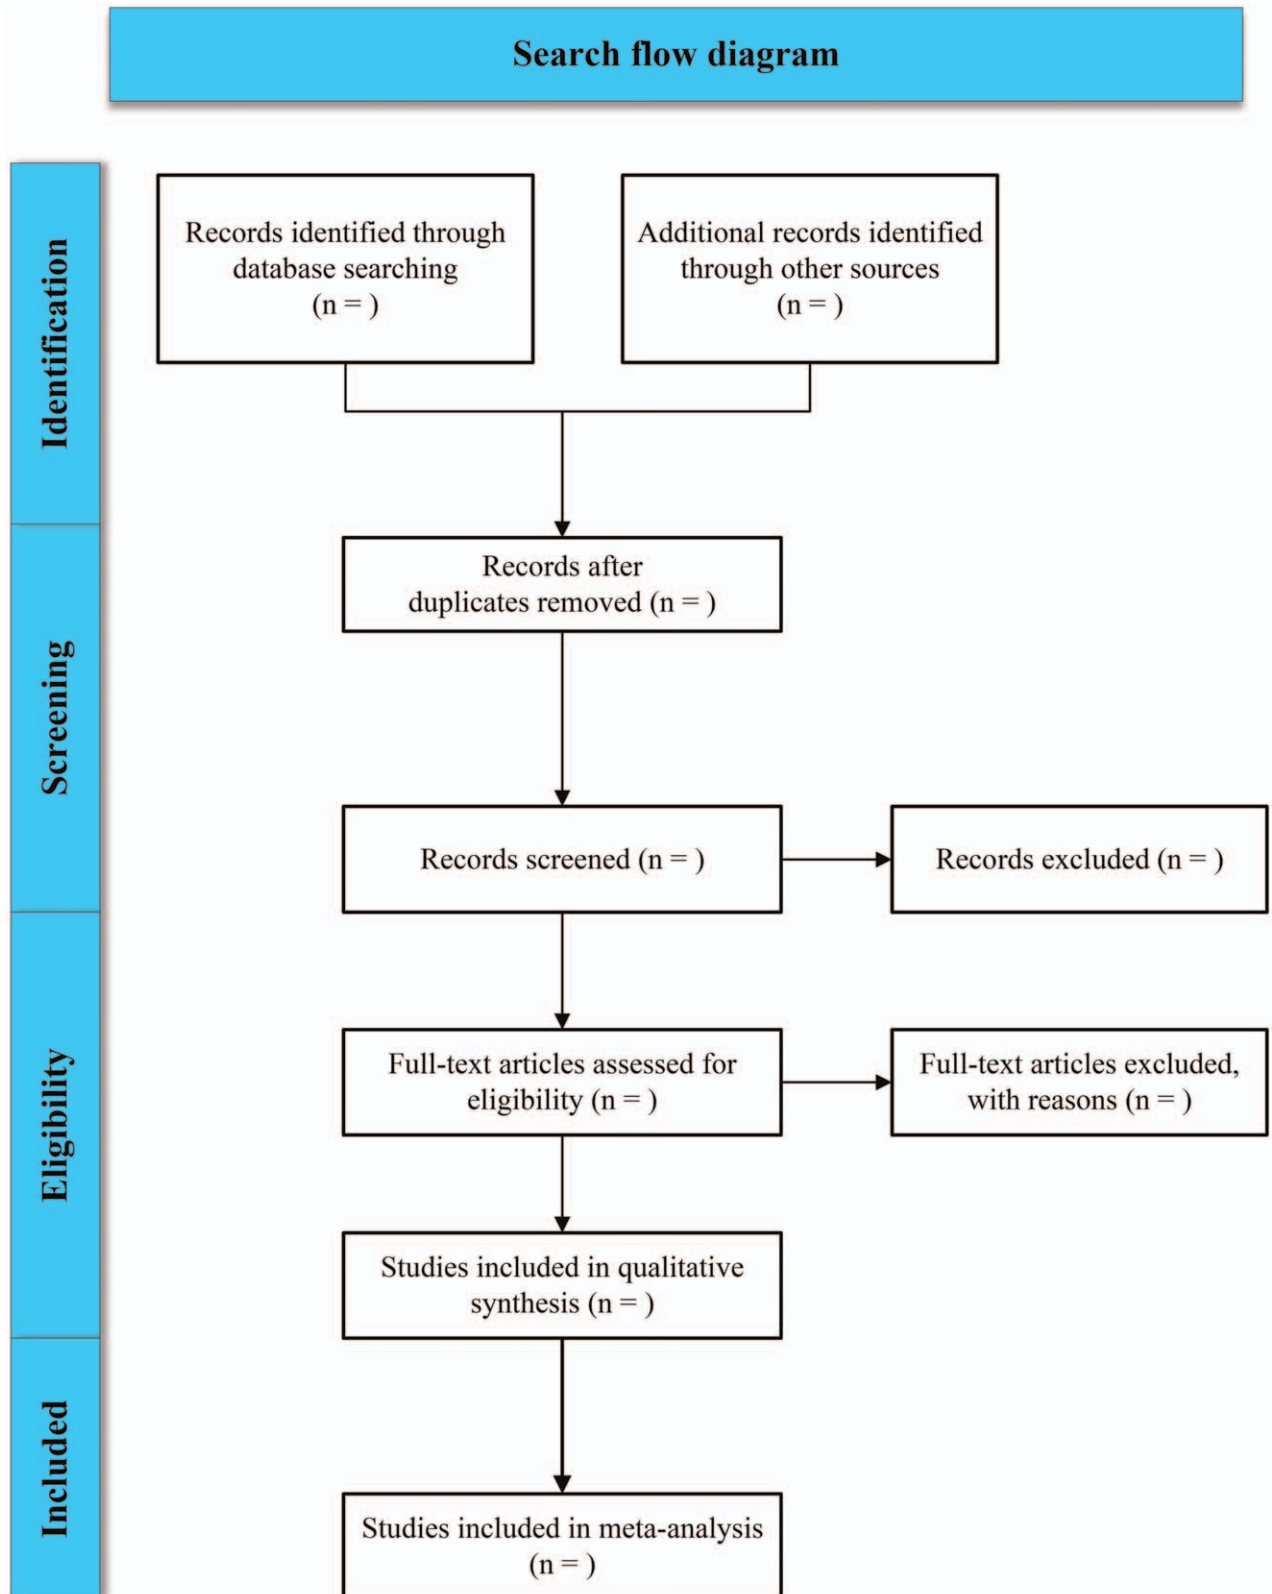 Search flow diagram
Identification
Records identified through
database searching
(n = )
Additional records identified
through other sources
(n = )
Screening
Records after
duplicates removed (n = )
Records screened (n = )
Records excluded (n = )
Eligibility
Full-text articles assessed for
eligibility (n = )
Full-text articles excluded,
with reasons (n = )
Studies included in qualitative
synthesis (n = )
Included
Studies included in meta-analysis
(n = )